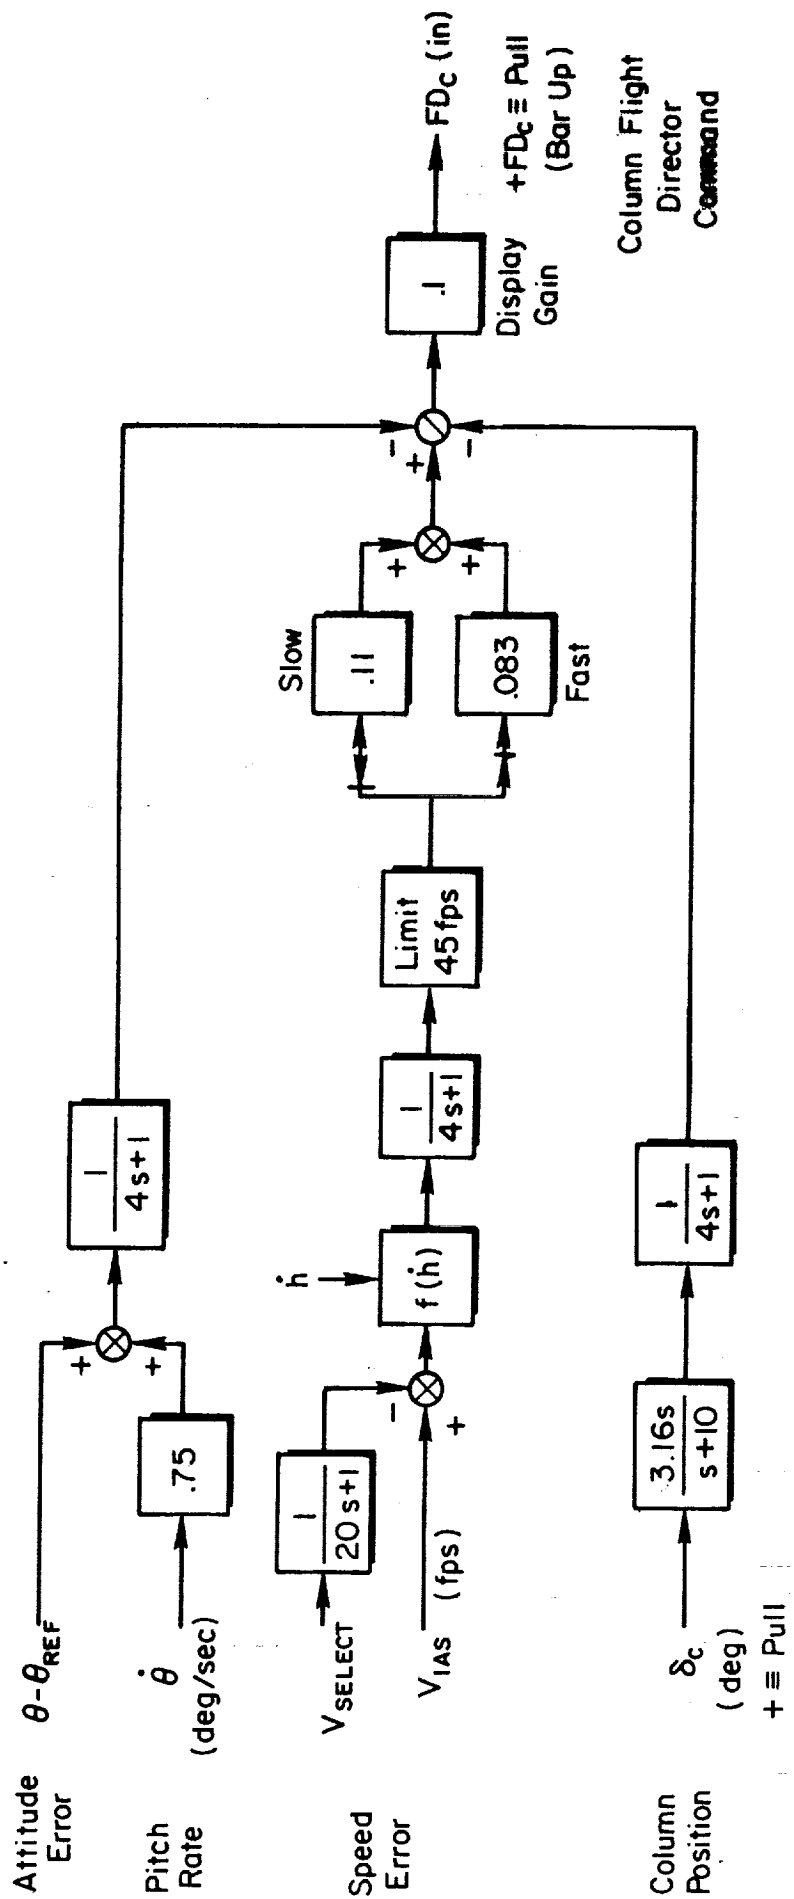 Attitude
Error
θ-θREF
+
+
1
4s+1
Pitch
Rate
θ̇
(deg/sec)
.75
Speed
Error
VSELECT
1
20s+1
-
+
VIAS
(fps)
ḣ
f(ḣ)
1
4s+1
Limit
45fps
Slow
.11
.083
Fast
+
+
-
+
-
.1
Display
Gain
FDC (in)
+FDC ≡ Pull
(Bar Up)
Column Flight
Director
Command
Column
Position
δc
(deg)
+ ≡ Pull
3.16s
s+10
1
4s+1